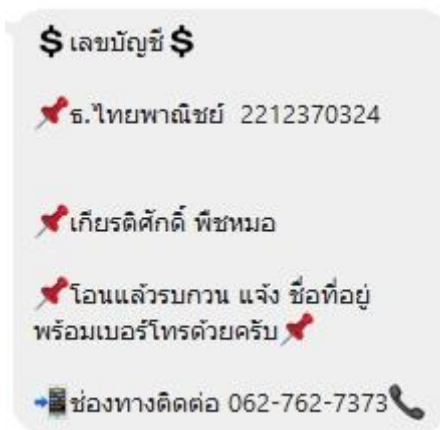 💲เลขบัญชี💲
📌ธ.ไทยพาณิชย์ 2212370324
📌เกียรติศักดิ์ พืชหมอ
📌โอนแล้วรบกวน แจ้ง ชื่อที่อยู่
พร้อมเบอร์โทรด้วยครับ📌
📲ช่องทางติดต่อ 062-762-7373📞